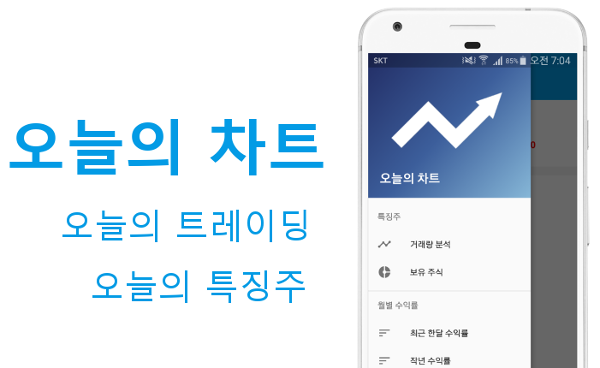 오늘의 차트
오늘의 트레이딩
오늘의 특징주
SKT 85% 오전 7:04
오늘의 차트
특징주
거래량 분석
보유 주식
월별 수익률
최근 한달 수익률
작년 수익률